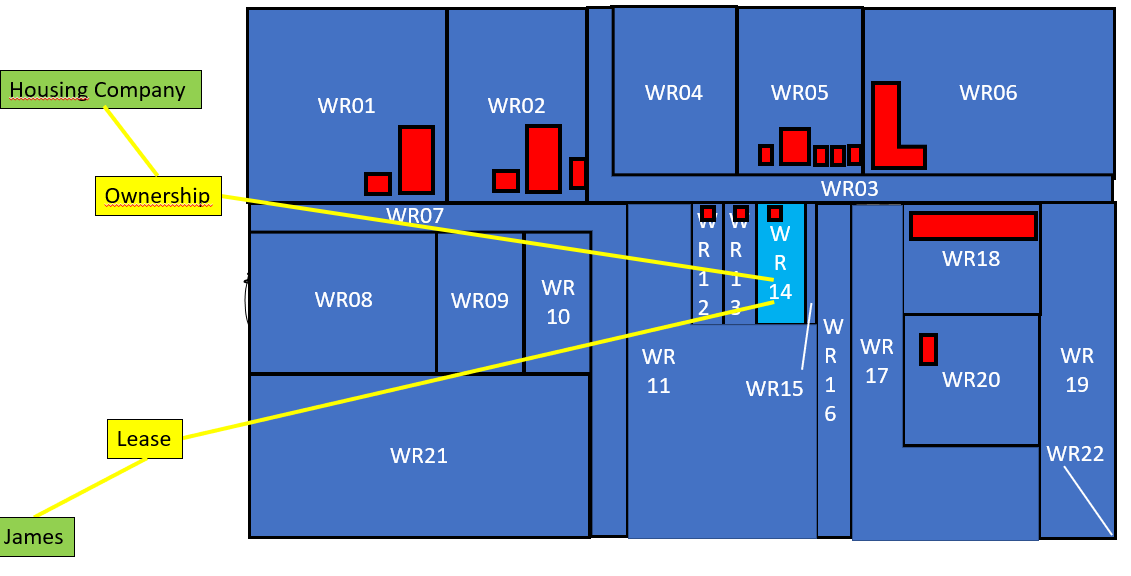 WR01
WR02
WR04
WR05
WR06
Housing Company
Ownership
WR03
WR07
W
R
1
2
W
R
1
3
W
R
14
WR18
WR08
WR09
WR
10
WR
11
WR15
W
R
1
6
WR
17
WR20
WR
19
Lease
WR21
WR22
James